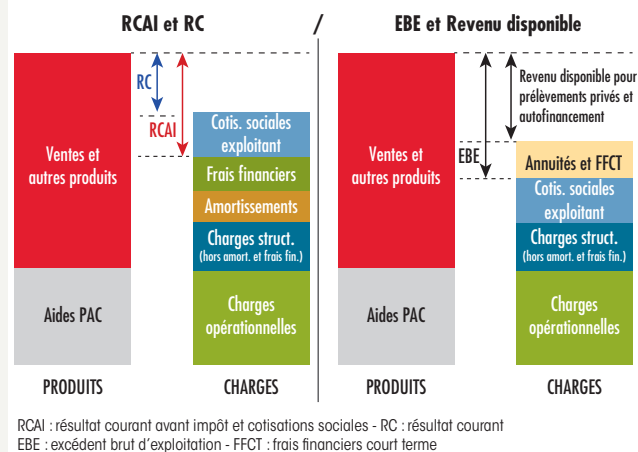 RCAI et RC / EBE et Revenu disponible
RC
RCAI
Ventes et
autres produits
Aides PAC
Cotis. sociales
exploitant
Frais financiers
Amortissements
Charges struct.
(hors amort. et frais fin.)
Charges
opérationnelles
PRODUITS
CHARGES
Revenu disponible pour
prélèvements privés et
autofinancement
EBE
Ventes et
autres produits
Aides PAC
Annuités et FFCT
Cotis. sociales
exploitant
Charges struct.
(hors amort. et frais fin.)
Charges
opérationnelles
PRODUITS
CHARGES
RCAI : résultat courant avant impôt et cotisations sociales - RC : résultat courant
EBE : excédent brut d'exploitation - FFCT : frais financiers court terme